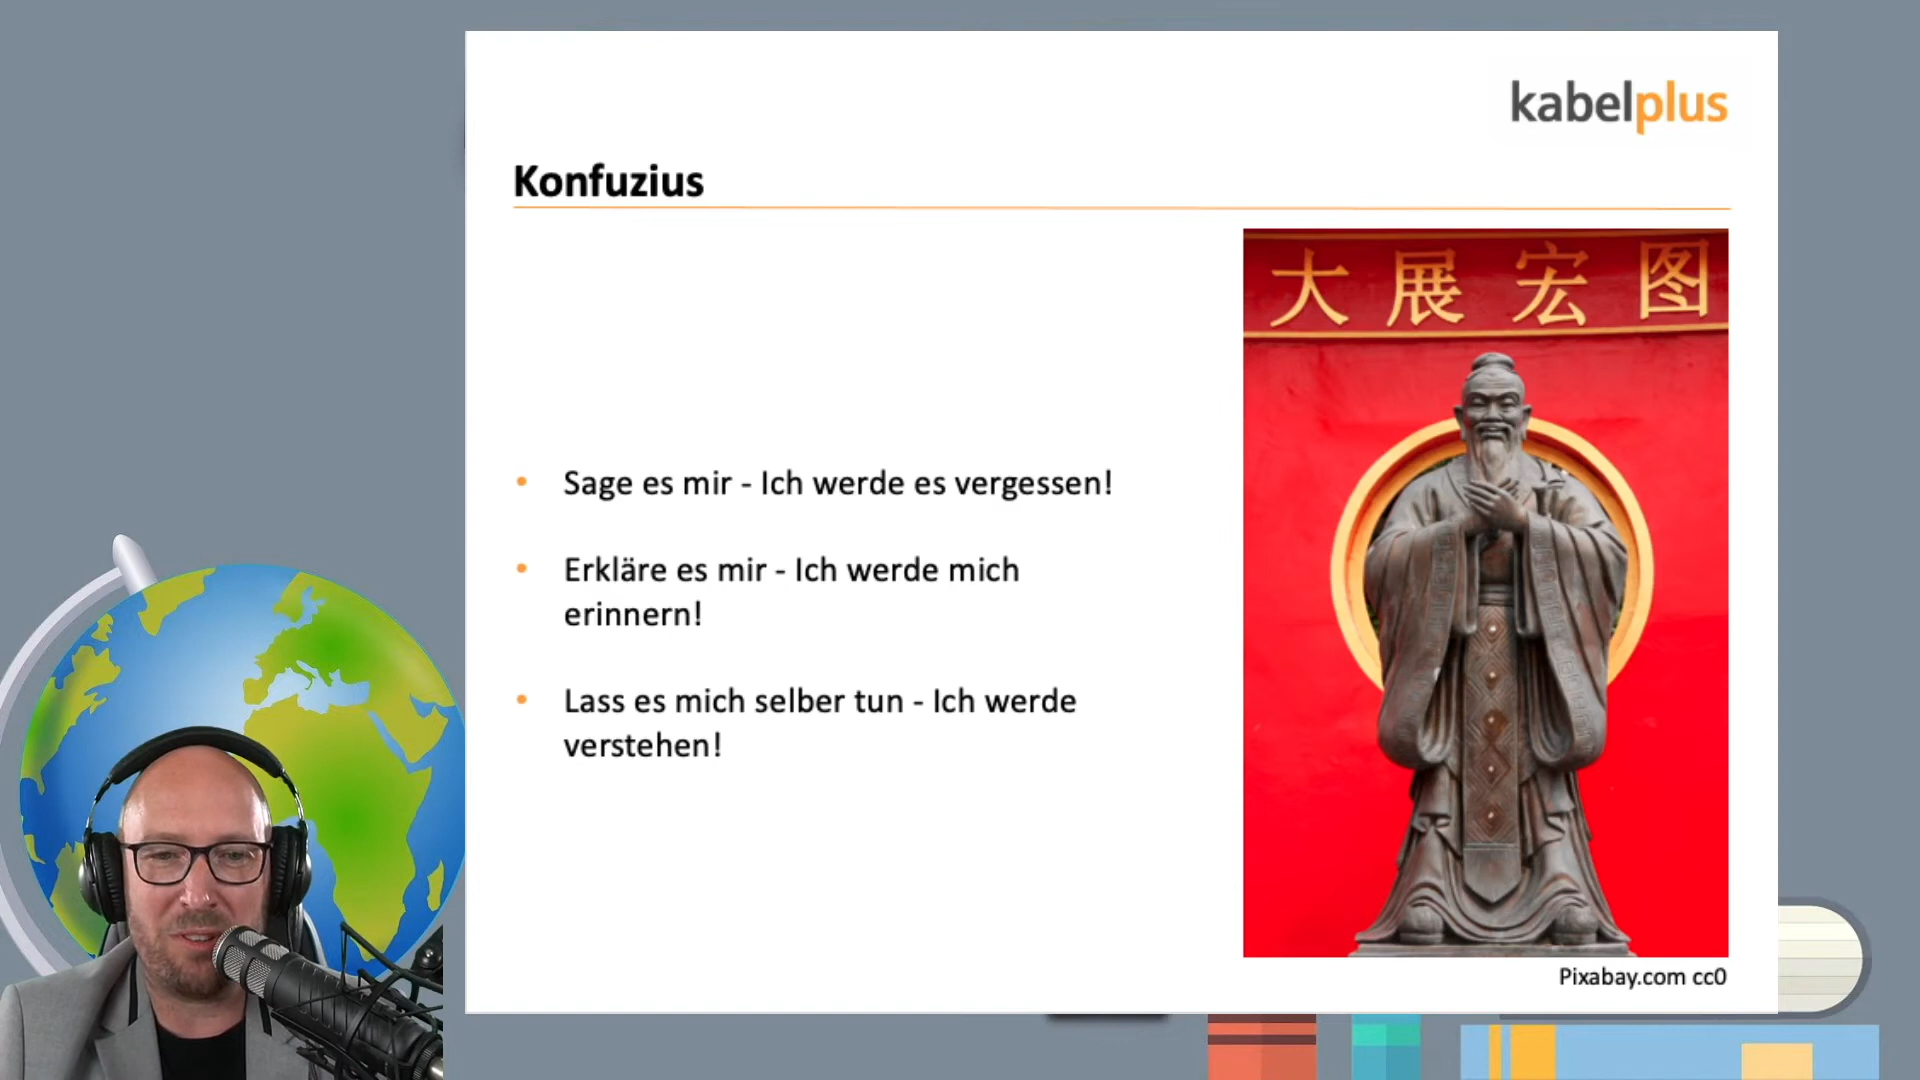 kabelplus
Konfuzius
大展宏图
• Sage es mir - Ich werde es vergessen!
• Erkläre es mir - Ich werde mich
erinnern!
• Lass es mich selber tun - Ich werde
verstehen!
Pixabay.com cc0